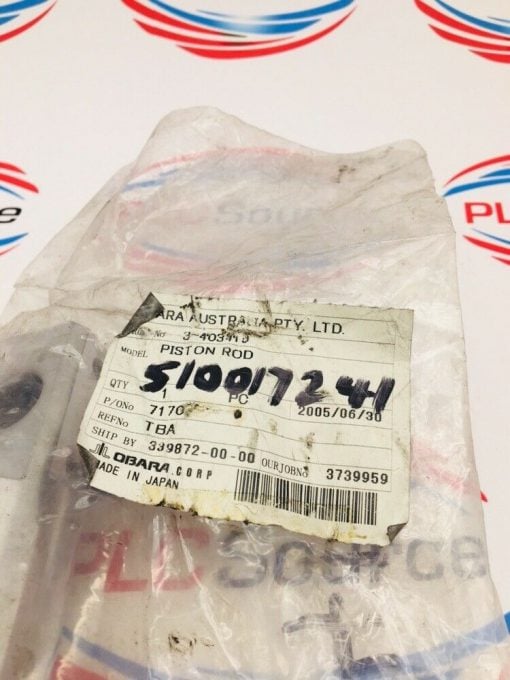 PLC
Source
ARA AUSTRALIA PTY. LTD.
No
MODEL PISTON ROD
510017241
QTY 1 PC 2005/06/30
P/ONo 7170
REFNo TBA
SHIP BY 339872-00-00 OURJOBNo 3739959
OBARA CORP
MADE IN JAPAN
PLC Source